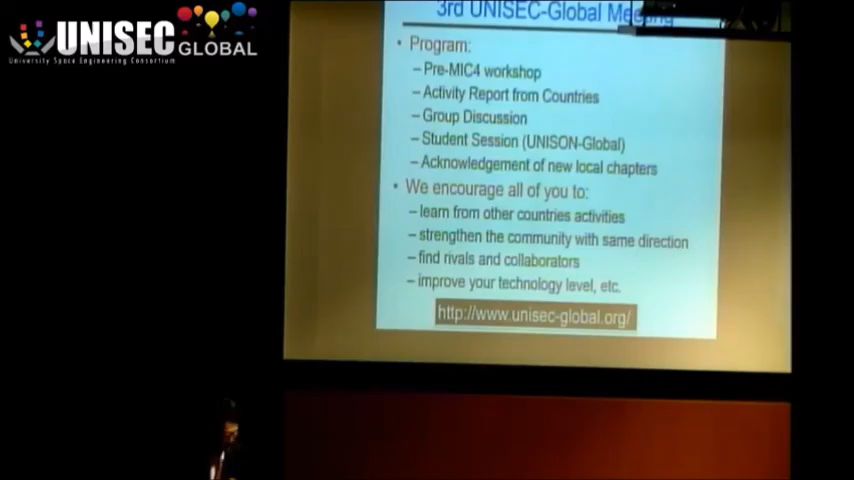 UNISEC
GLOBAL
University Space Engineering Consortium
3rd UNISEC-Global Meeting
• Program:
– Pre-MIC4 workshop
– Activity Report from Countries
– Group Discussion
– Student Session (UNISON-Global)
– Acknowledgement of new local chapters
• We encourage all of you to:
– learn from other countries activities
– strengthen the community with same direction
– find rivals and collaborators
– improve your technology level, etc.
http://www.unisec-global.org/